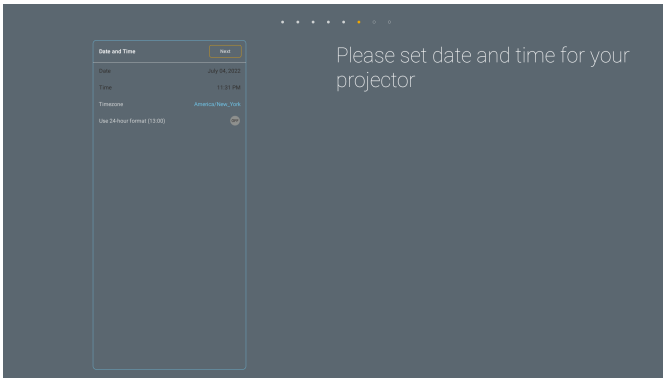 Date and Time
Next
Please set date and time for your
projector
Date
July 04, 2022
Time
11:31 PM
Timezone
America/New_York
Use 24-hour format (13:00)